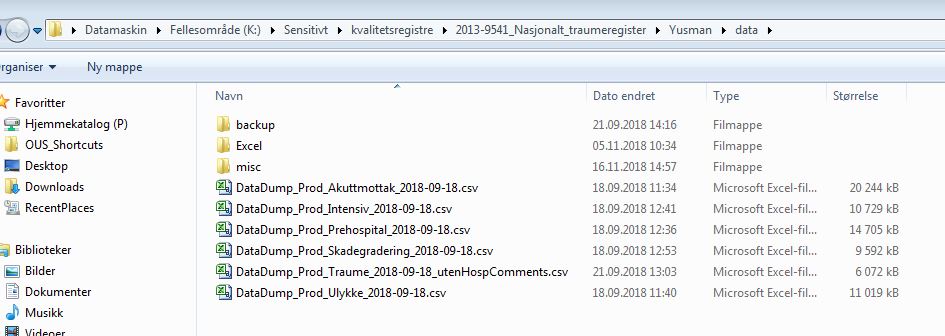 Datamaskin Fellesområde (K:) Sensitivt kvalitetsregistre 2013-9541_Nasjonalt_traumeregister Yusman data
Ny mappe
Navn Dato endret Type Størrelse
Favoritter
Hjemmekatalog (P)
OUS_Shortcuts
Desktop
Downloads
RecentPlaces
Biblioteker
Bilder
Dokumenter
Musikk
backup 21.09.2018 14:16 Filmappe
Excel 05.11.2018 10:34 Filmappe
misc 16.11.2018 14:57 Filmappe
DataDump_Prod_Akuttmottak_2018-09-18.csv 18.09.2018 11:34 Microsoft Excel-fil... 20 244 kB
DataDump_Prod_Intensiv_2018-09-18.csv 18.09.2018 12:41 Microsoft Excel-fil... 10 729 kB
DataDump_Prod_Prehospital_2018-09-18.csv 18.09.2018 12:36 Microsoft Excel-fil... 14 705 kB
DataDump_Prod_Skadegradering_2018-09-18.csv 18.09.2018 12:53 Microsoft Excel-fil... 9 592 kB
DataDump_Prod_Traume_2018-09-18_utenHospComments.csv 21.09.2018 13:03 Microsoft Excel-fil... 6 072 kB
DataDump_Prod_Ulykke_2018-09-18.csv 18.09.2018 11:40 Microsoft Excel-fil... 11 019 kB